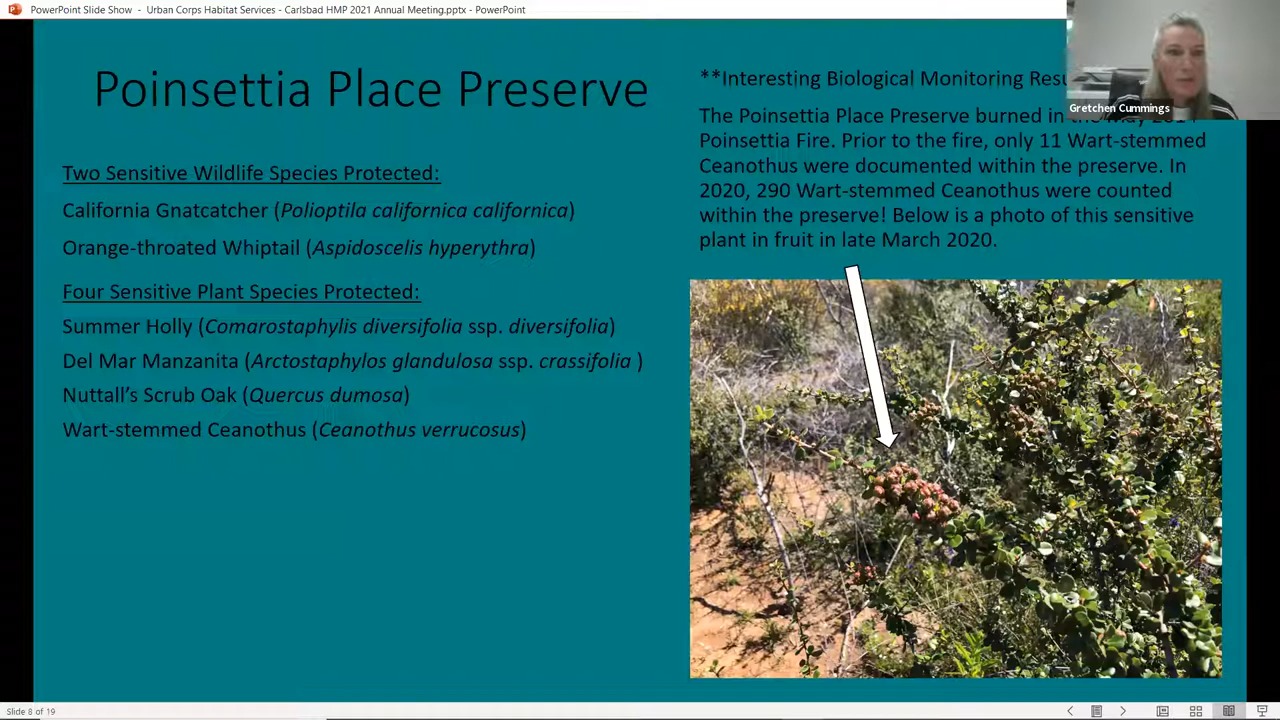 PowerPoint Slide Show - Urban Corps Habitat Services - Carlsbad HMP 2021 Annual Meeting.pptx - PowerPoint
Gretchen Cummings
Poinsettia Place Preserve
Two Sensitive Wildlife Species Protected:
California Gnatcatcher (Polioptila californica californica)
Orange-throated Whiptail (Aspidoscelis hyperythra)
Four Sensitive Plant Species Protected:
Summer Holly (Comarostaphylis diversifolia ssp. diversifolia)
Del Mar Manzanita (Arctostaphylos glandulosa ssp. crassifolia )
Nuttall's Scrub Oak (Quercus dumosa)
Wart-stemmed Ceanothus (Ceanothus verrucosus)
**Interesting Biological Monitoring
The Poinsettia Place Preserve burned in
Poinsettia Fire. Prior to the fire, only 11 Wart-stemmed
Ceanothus were documented within the preserve. In
2020, 290 Wart-stemmed Ceanothus were counted
within the preserve! Below is a photo of this sensitive
plant in fruit in late March 2020.
Slide 8 of 19